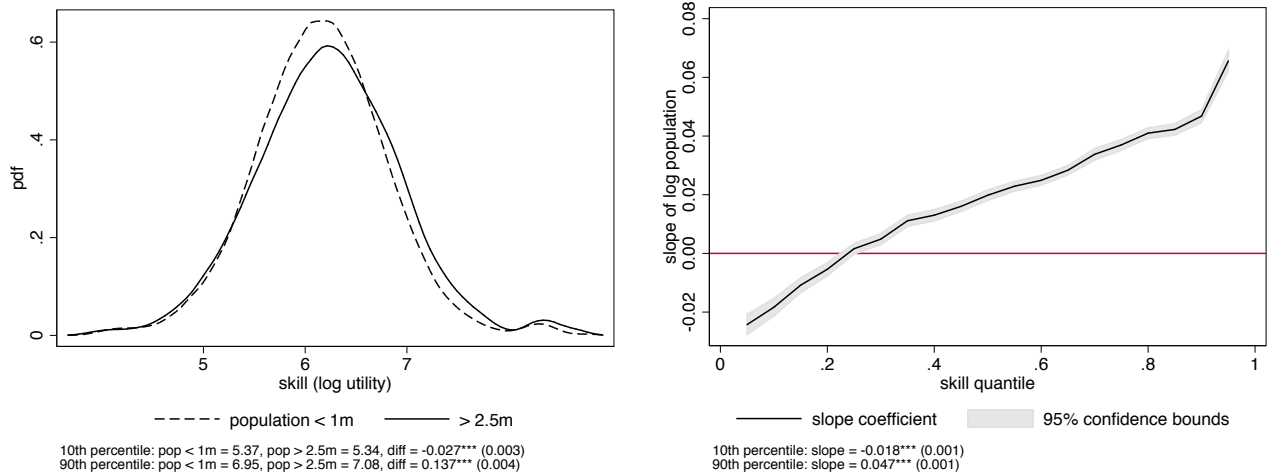 .6
.4
.2
0
pdf
5 6 7
skill (log utility)
population < 1m > 2.5m
10th percentile: pop < 1m = 5.37, pop > 2.5m = 5.34, diff = -0.027*** (0.003)
90th percentile: pop < 1m = 6.95, pop > 2.5m = 7.08, diff = 0.137*** (0.004)
0.08
0.06
0.04
0.02
0.00
-0.02
slope of log population
0 .2 .4 .6 .8 1
skill quantile
slope coefficient 95% confidence bounds
10th percentile: slope = -0.018*** (0.001)
90th percentile: slope = 0.047*** (0.001)